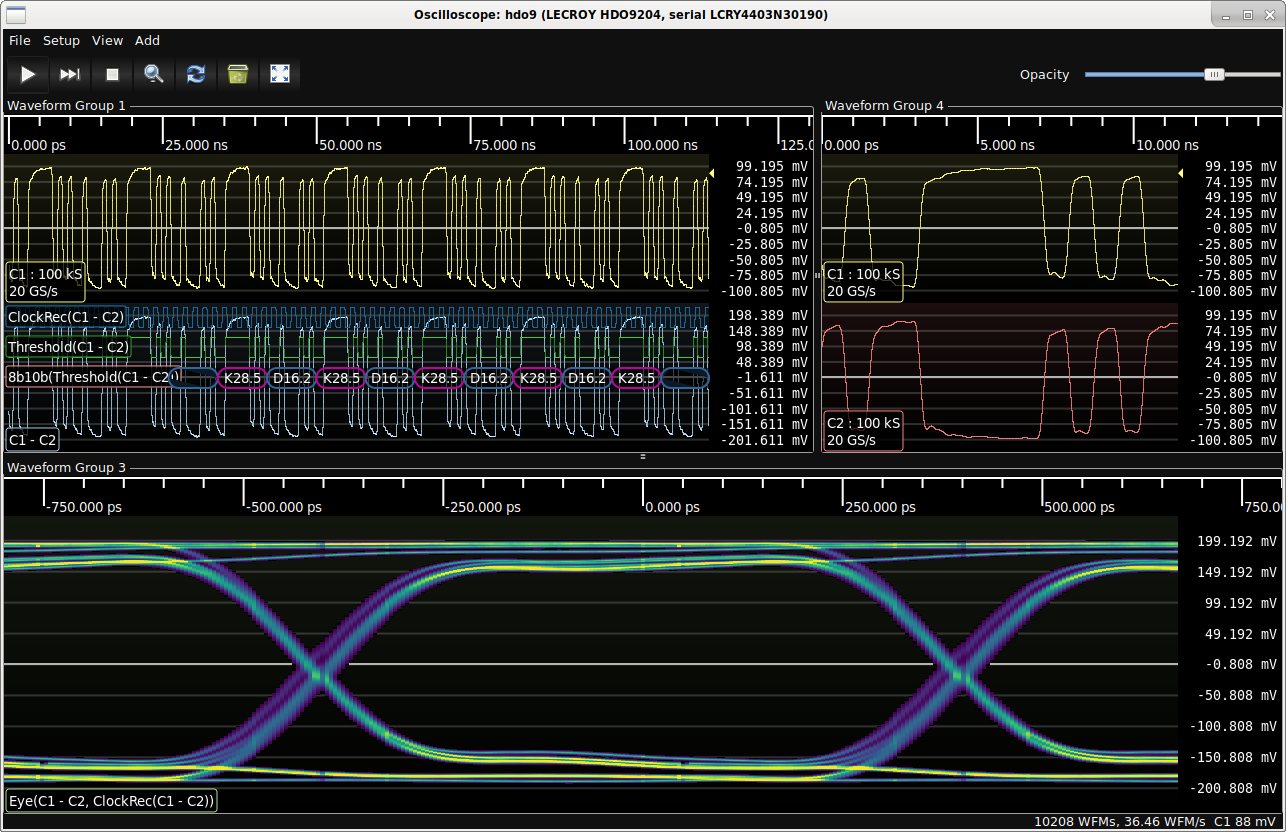 Oscilloscope: hdo9 (LECROY HDO9204, serial LCRY4403N30190)
File Setup View Add
Opacity
Waveform Group 1
0.000 ps 25.000 ns 50.000 ns 75.000 ns 100.000 ns 125.0
99.195 mV
74.195 mV
49.195 mV
24.195 mV
-0.805 mV
-25.805 mV
-50.805 mV
-75.805 mV
-100.805 mV
C1 : 100 kS
20 GS/s
ClockRec(C1 - C2)
Threshold(C1 - C2)
8b10b(Threshold(C1 - C2))
K28.5 D16.2 K28.5 D16.2 K28.5 D16.2 K28.5 D16.2 K28.5
C1 - C2
198.389 mV
148.389 mV
98.389 mV
48.389 mV
-1.611 mV
-51.611 mV
-101.611 mV
-151.611 mV
-201.611 mV
Waveform Group 4
0.000 ps 5.000 ns 10.000 ns
99.195 mV
74.195 mV
49.195 mV
24.195 mV
-0.805 mV
-25.805 mV
-50.805 mV
-75.805 mV
-100.805 mV
C1 : 100 kS
20 GS/s
99.195 mV
74.195 mV
49.195 mV
24.195 mV
-0.805 mV
-25.805 mV
-50.805 mV
-75.805 mV
-100.805 mV
C2 : 100 kS
20 GS/s
Waveform Group 3
-750.000 ps -500.000 ps -250.000 ps 0.000 ps 250.000 ps 500.000 ps 750.0
199.192 mV
149.192 mV
99.192 mV
49.192 mV
-0.808 mV
-50.808 mV
-100.808 mV
-150.808 mV
-200.808 mV
Eye(C1 - C2, ClockRec(C1 - C2))
10208 WFMs, 36.46 WFM/s C1 88 mV